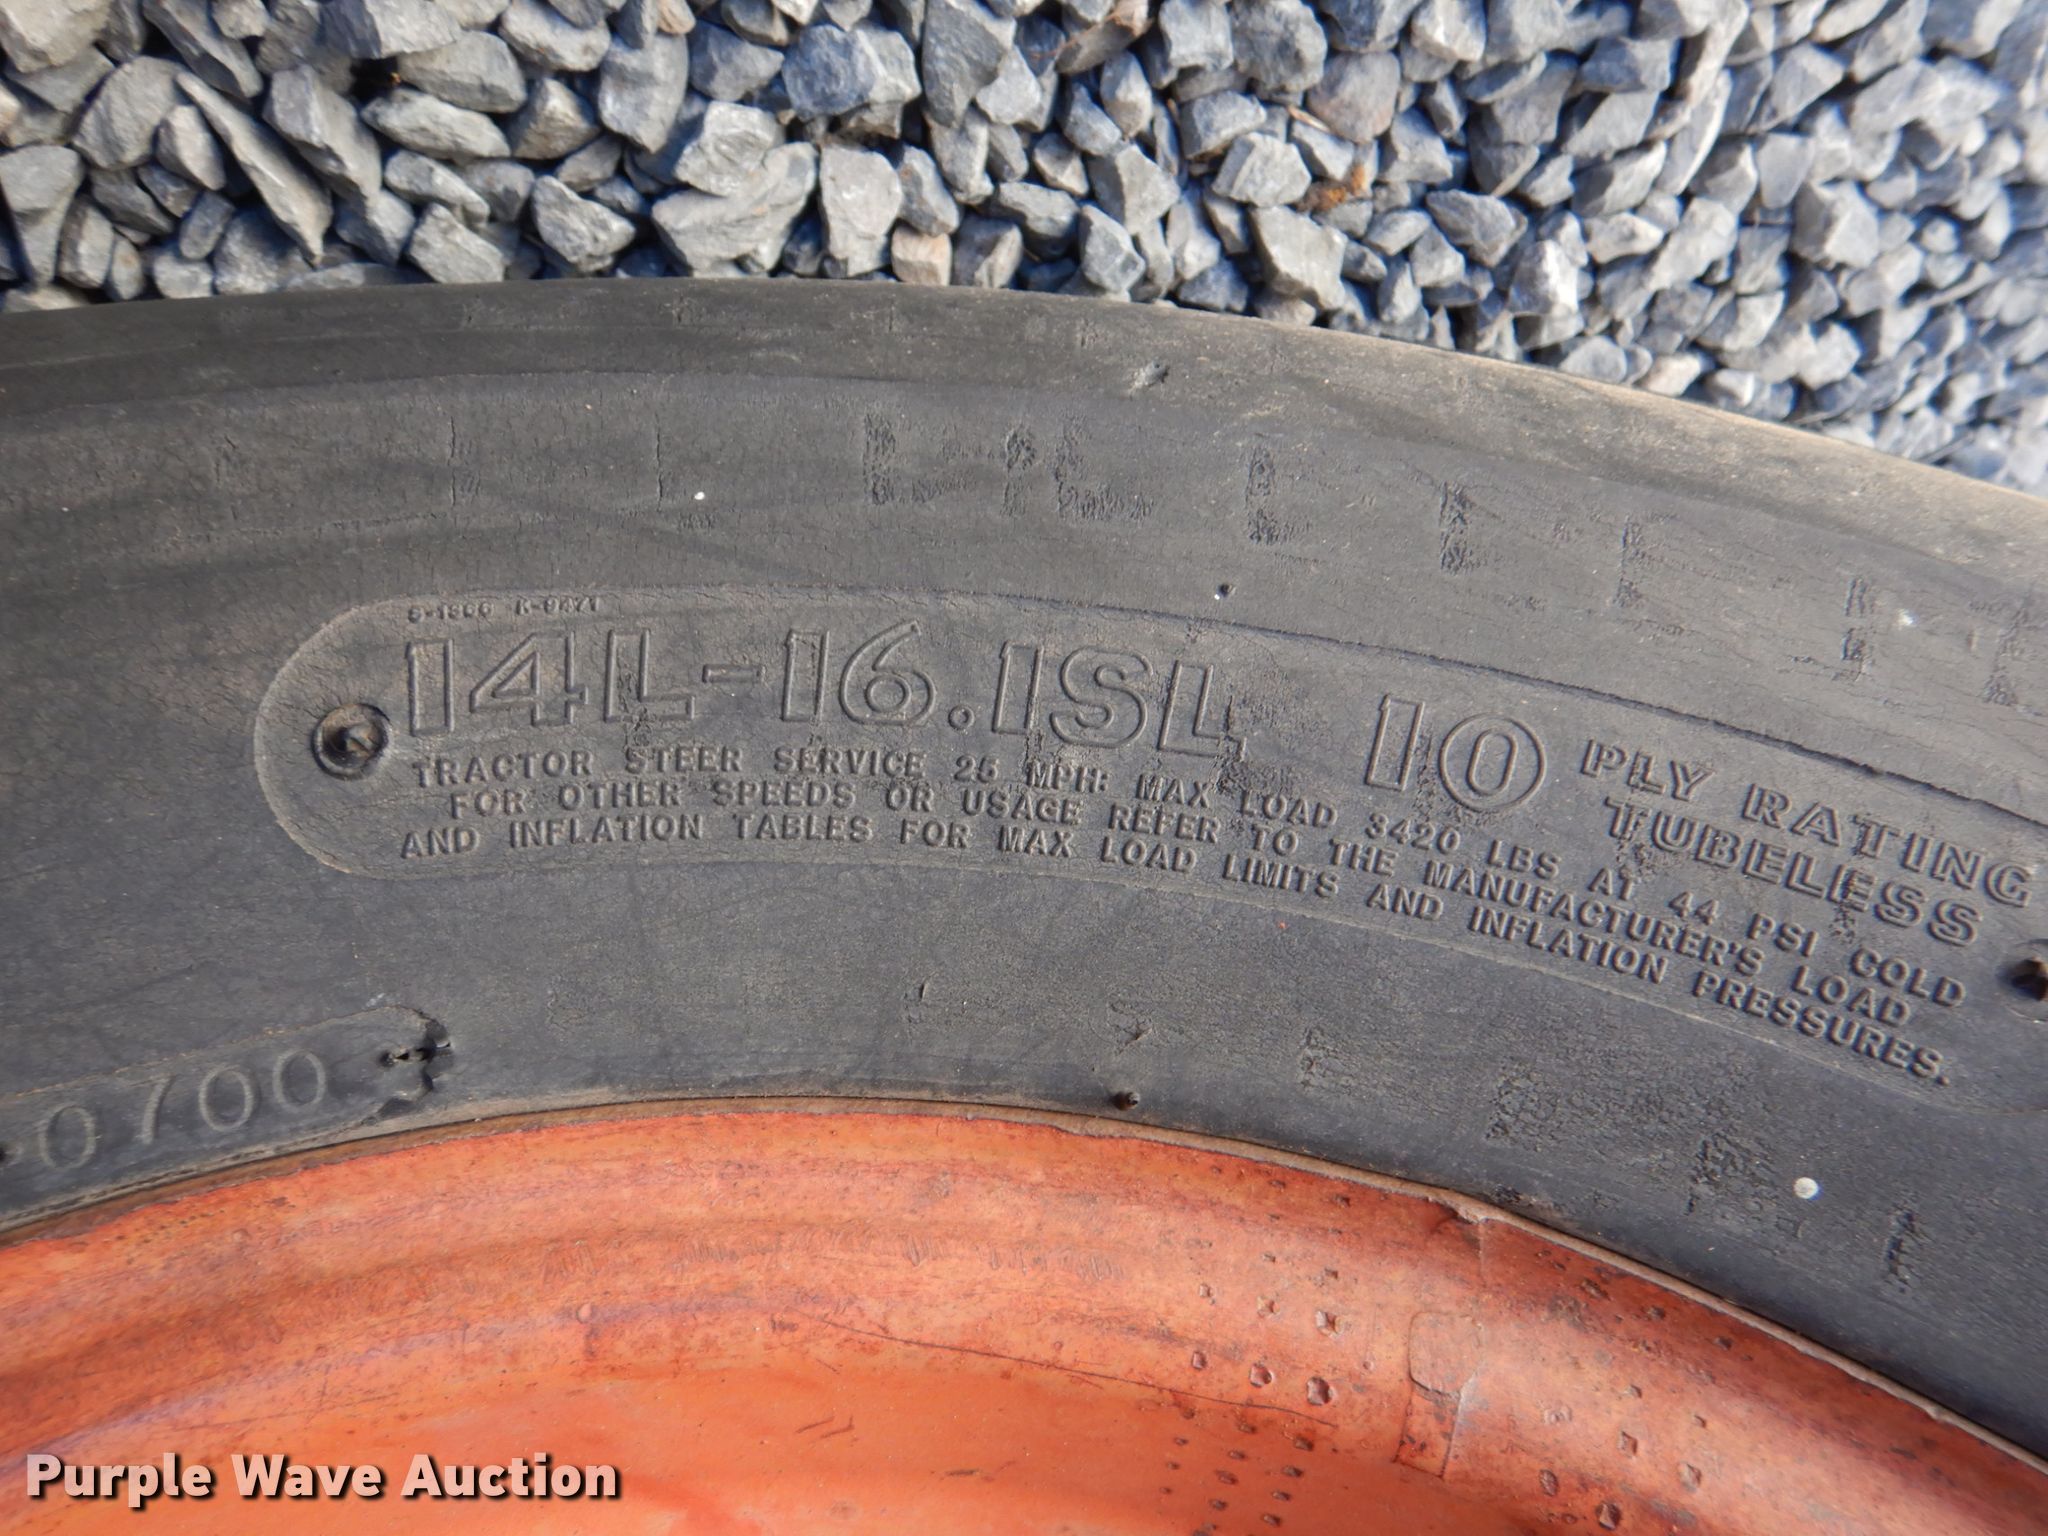 14L-16.1SL 10 PLY RATING
TUBELESS
TRACTOR STEER SERVICE 25 MPH: MAX LOAD 3420 LBS AT 44 PSI COLD
FOR OTHER SPEEDS OR USAGE REFER TO THE MANUFACTURER'S LOAD
AND INFLATION TABLES FOR MAX LOAD LIMITS AND INFLATION PRESSURES.
0700
Purple Wave Auction